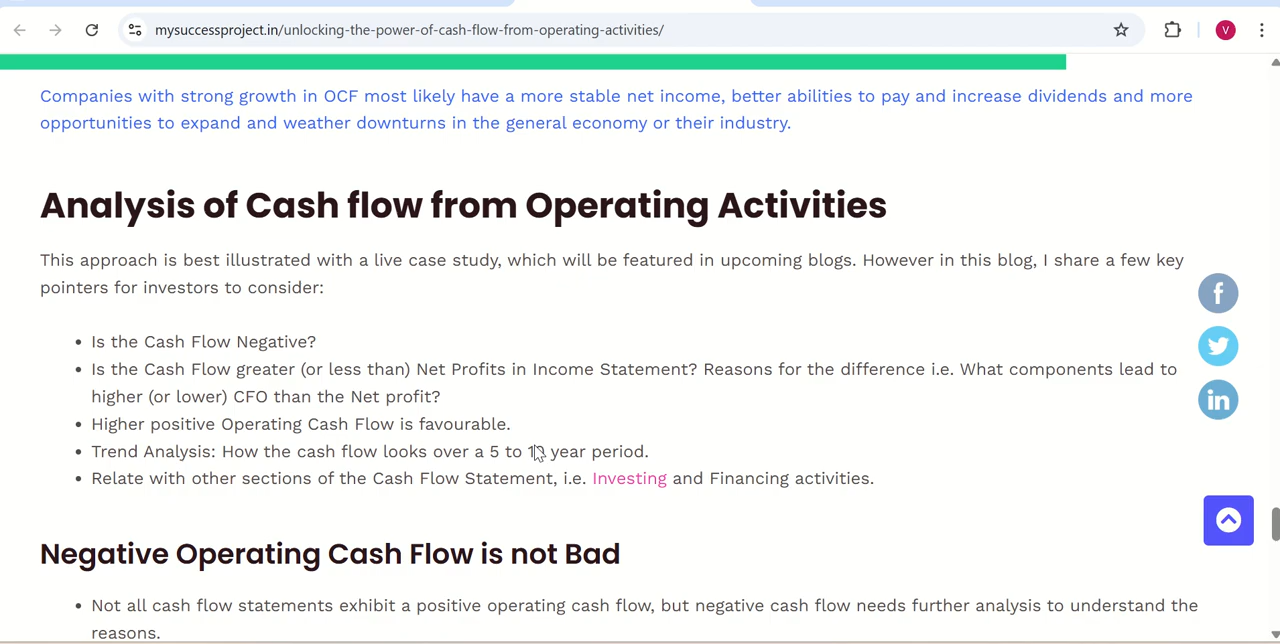 mysuccessproject.in/unlocking-the-power-of-cash-flow-from-operating-activities/
V
Companies with strong growth in OCF most likely have a more stable net income, better abilities to pay and increase dividends and more
opportunities to expand and weather downturns in the general economy or their industry.
Analysis of Cash flow from Operating Activities
This approach is best illustrated with a live case study, which will be featured in upcoming blogs. However in this blog, I share a few key
pointers for investors to consider:
• Is the Cash Flow Negative?
• Is the Cash Flow greater (or less than) Net Profits in Income Statement? Reasons for the difference i.e. What components lead to
higher (or lower) CFO than the Net profit?
• Higher positive Operating Cash Flow is favourable.
• Trend Analysis: How the cash flow looks over a 5 to 10 year period.
• Relate with other sections of the Cash Flow Statement, i.e. Investing and Financing activities.
Negative Operating Cash Flow is not Bad
• Not all cash flow statements exhibit a positive operating cash flow, but negative cash flow needs further analysis to understand the
reasons.